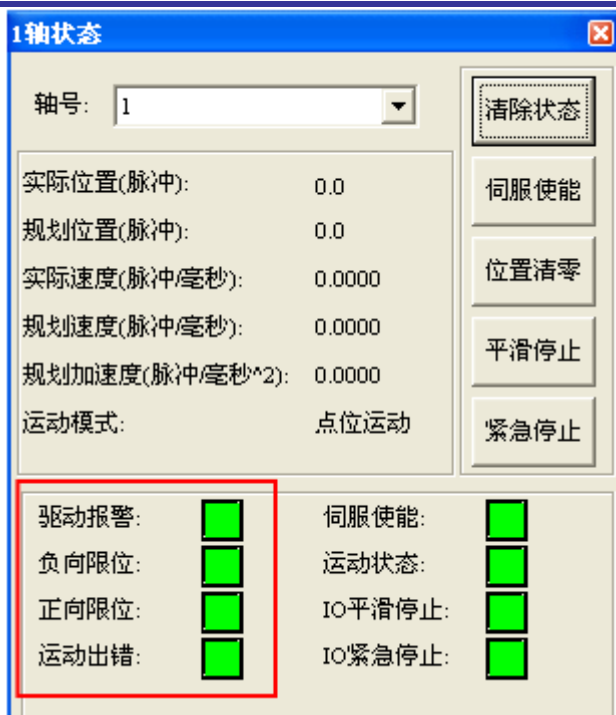 1轴状态
轴号: 1
清除状态
伺服使能
位置清零
平滑停止
紧急停止
实际位置(脉冲): 0.0
规划位置(脉冲): 0.0
实际速度(脉冲/毫秒): 0.0000
规划速度(脉冲/毫秒): 0.0000
规划加速度(脉冲/毫秒^2): 0.0000
运动模式: 点位运动
驱动报警: 伺服使能:
负向限位: 运动状态:
正向限位: IO平滑停止:
运动出错: IO紧急停止: